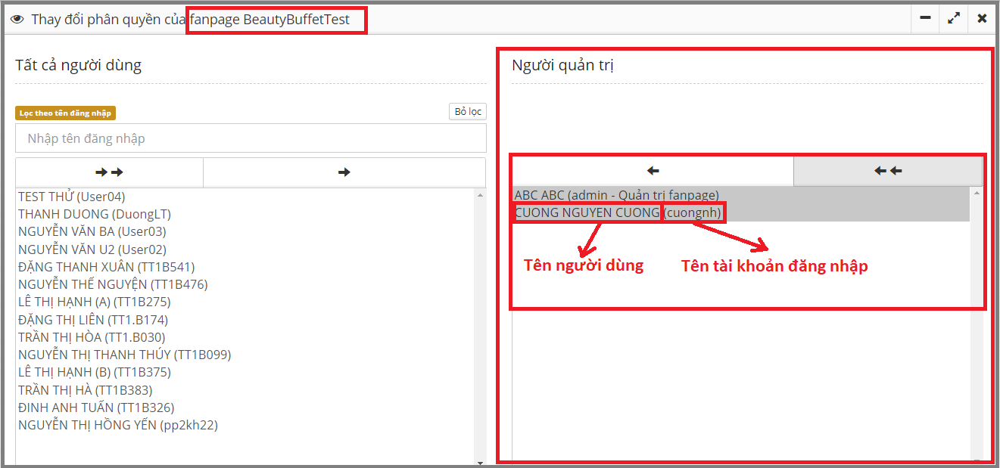 Thay đổi phân quyền của fanpage BeautyBuffetTest
Tất cả người dùng
Lọc theo tên đăng nhập
Bỏ lọc
Nhập tên đăng nhập
TEST THỬ (User04)
THANH DUONG (DuongLT)
NGUYỄN VĂN BA (User03)
NGUYỄN VĂN U2 (User02)
ĐẶNG THANH XUÂN (TT1B541)
NGUYỄN THẾ NGUYỆN (TT1B476)
LÊ THỊ HẠNH (A) (TT1B275)
ĐẶNG THỊ LIÊN (TT1.B174)
TRẦN THỊ HÒA (TT1.B030)
NGUYỄN THỊ THANH THÚY (TT1B099)
LÊ THỊ HẠNH (B) (TT1B375)
TRẦN THỊ HÀ (TT1B383)
ĐINH ANH TUẤN (TT1B326)
NGUYỄN THỊ HỒNG YẾN (pp2kh22)
Người quản trị
ABC ABC (admin - Quản trị fanpage)
CUONG NGUYEN CUONG (cuongnh)
Tên người dùng
Tên tài khoản đăng nhập